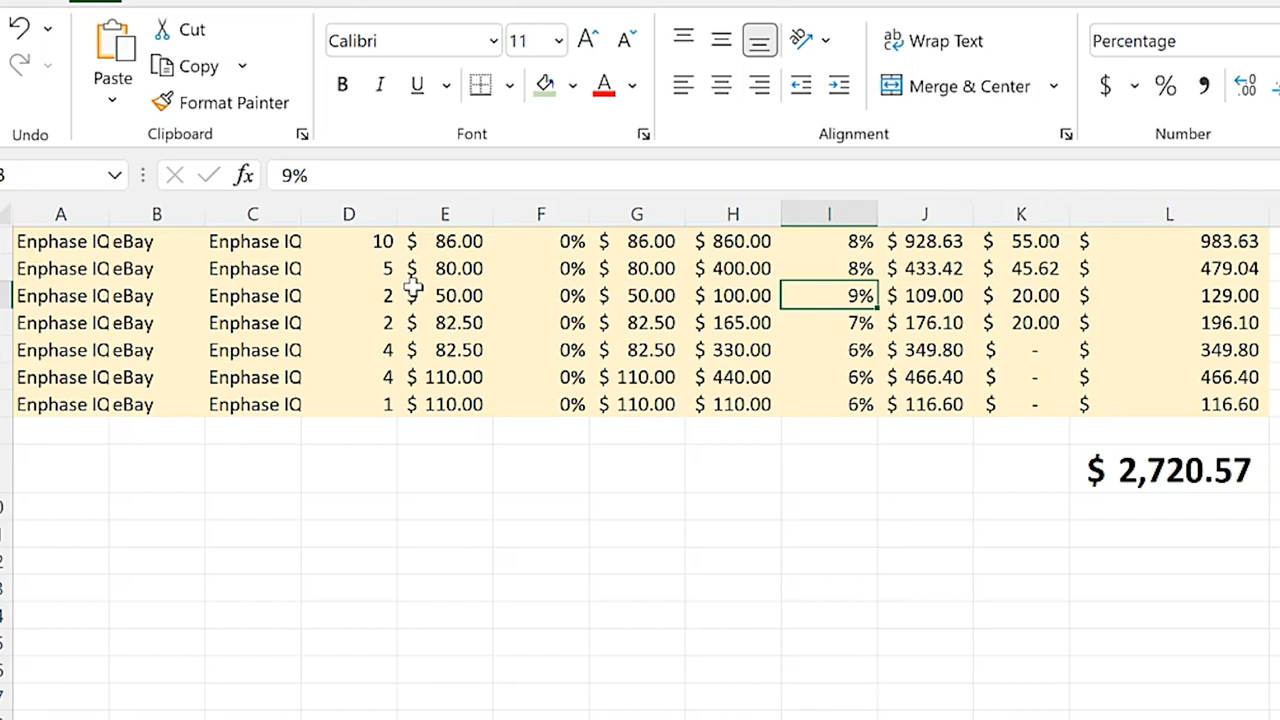 Cut
Calibri 11 A A Wrap Text Percentage
Paste Copy
B I U A Merge & Center $ % 9 .00
Format Painter
Undo Clipboard Font Alignment Number
fx 9%
A B C D E F G H I J K L
Enphase IQ eBay Enphase IQ 10 $ 86.00 0% $ 86.00 $ 860.00 8% $ 928.63 $ 55.00 $ 983.63
Enphase IQ eBay Enphase IQ 5 $ 80.00 0% $ 80.00 $ 400.00 8% $ 433.42 $ 45.62 $ 479.04
Enphase IQ eBay Enphase IQ 2 $ 50.00 0% $ 50.00 $ 100.00 9% $ 109.00 $ 20.00 $ 129.00
Enphase IQ eBay Enphase IQ 2 $ 82.50 0% $ 82.50 $ 165.00 7% $ 176.10 $ 20.00 $ 196.10
Enphase IQ eBay Enphase IQ 4 $ 82.50 0% $ 82.50 $ 330.00 6% $ 349.80 $ - $ 349.80
Enphase IQ eBay Enphase IQ 4 $ 110.00 0% $ 110.00 $ 440.00 6% $ 466.40 $ - $ 466.40
Enphase IQ eBay Enphase IQ 1 $ 110.00 0% $ 110.00 $ 110.00 6% $ 116.60 $ - $ 116.60
$ 2,720.57